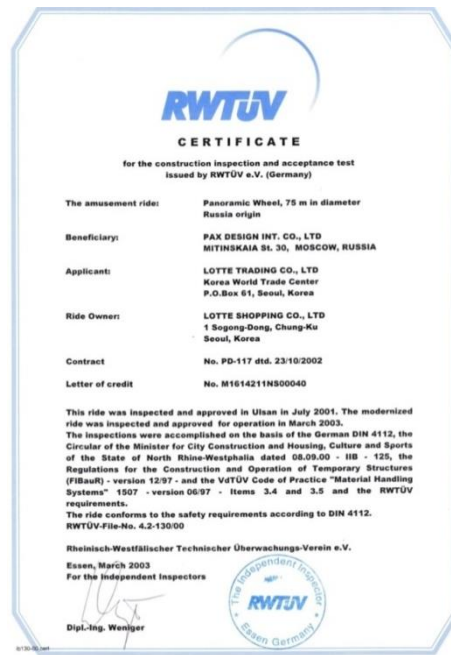 RWTÜV
CERTIFICATE
for the construction inspection and acceptance test
issued by RWTÜV e.V. (Germany)
The amusement ride: Panoramic Wheel, 75 m in diameter
Russia origin
Beneficiary: PAX DESIGN INT. CO., LTD
MITINSKAIA St. 30, MOSCOW, RUSSIA
Applicant: LOTTE TRADING CO., LTD
Korea World Trade Center
P.O.Box 61, Seoul, Korea
Ride Owner: LOTTE SHOPPING CO., LTD
1 Sogong-Dong, Chung-Ku
Seoul, Korea
Contract No. PD-117 dtd. 23/10/2002
Letter of credit No. M1614211NS00040
This ride was inspected and approved in Ulsan in July 2001. The modernized
ride was inspected and approved for operation in March 2003.
The inspections were accomplished on the basis of the German DIN 4112, the
Circular of the Minister for City Construction and Housing, Culture and Sports
of the State of North Rhine-Westphalia dated 08.09.00 - IIB - 125, the
Regulations for the Construction and Operation of Temporary Structures
(FlBauR) - version 12/97 - and the VdTÜV Code of Practice "Material Handling
Systems" 1507 - version 06/97 - Items 3.4 and 3.5 and the RWTÜV
requirements.
The ride conforms to the safety requirements according to DIN 4112.
RWTÜV-File-No. 4.2-130/00
Rheinisch-Westfälischer Technischer Überwachungs-Verein e.V.
Essen, March 2003
For the Independent Inspectors
Dipl.-Ing. Weniger
The Independent Inspector
RWTÜV
Essen Germany